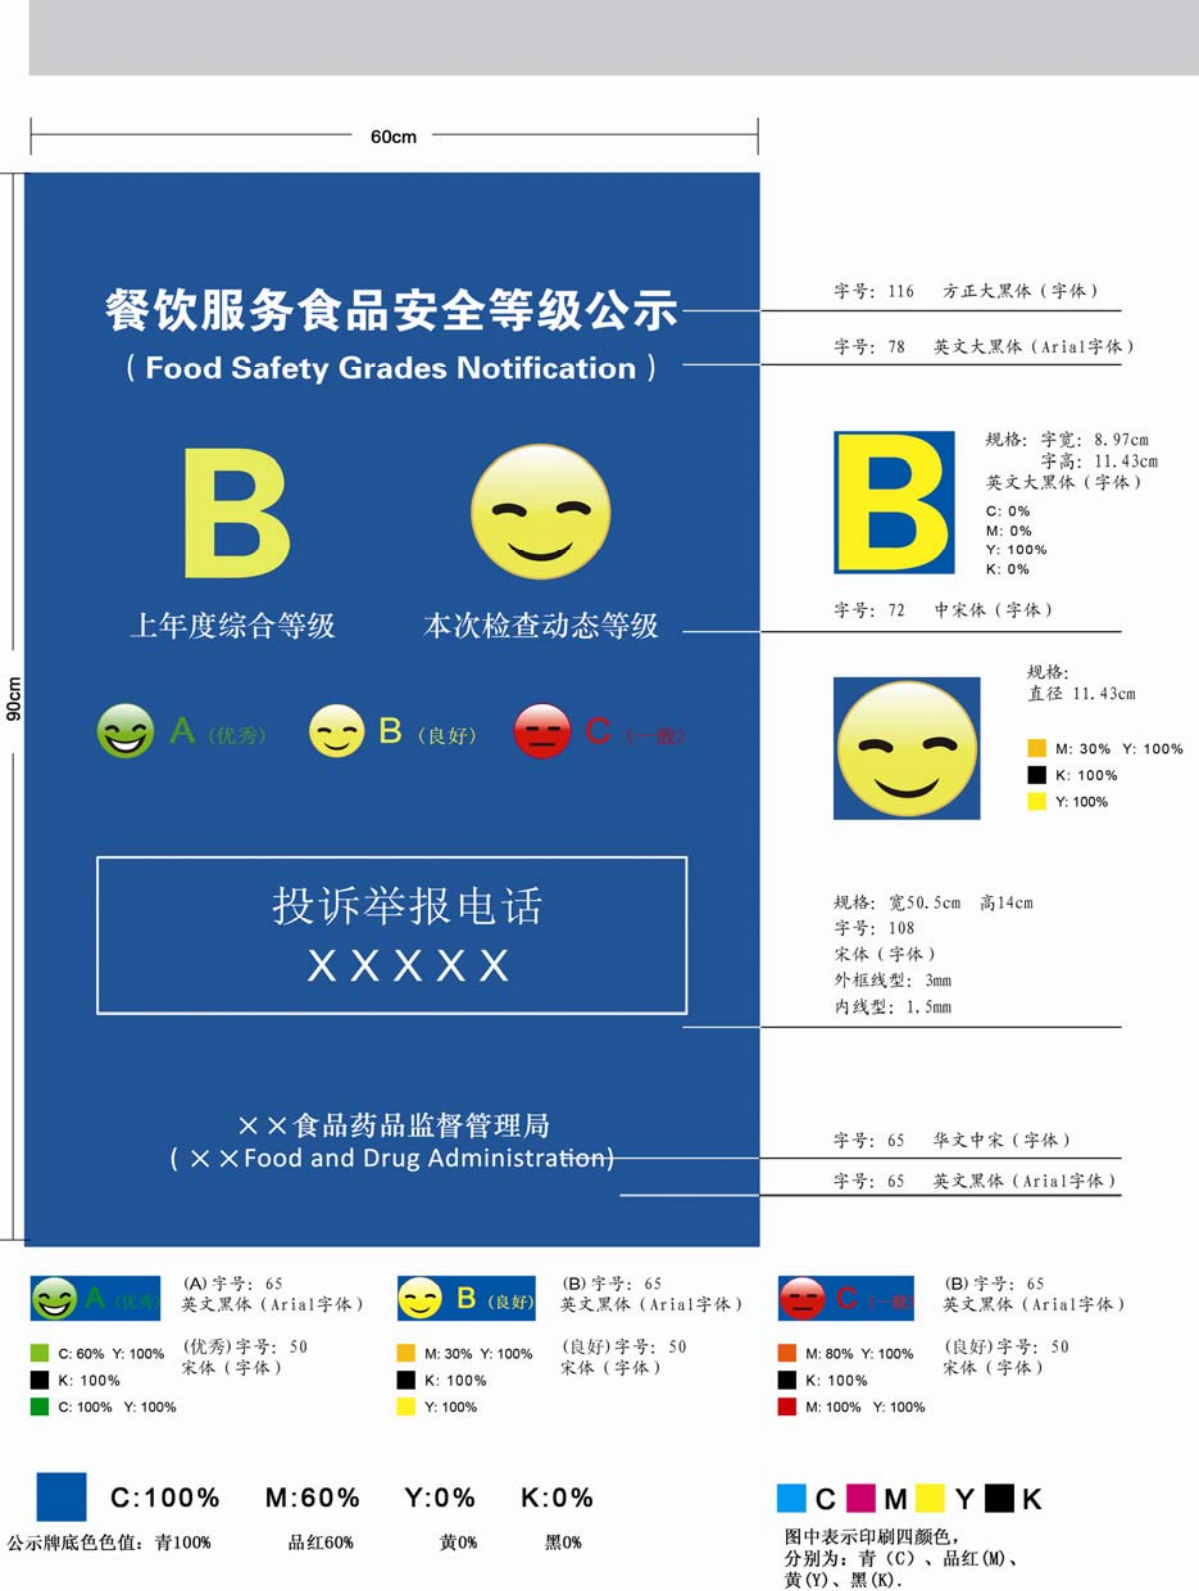 60cm
90cm
餐饮服务食品安全等级公示
( Food Safety Grades Notification )
字号：116 方正大黑体（字体）
字号：78 英文大黑体（Arial字体）
B
上年度综合等级
本次检查动态等级
B
规格：字宽：8.97cm
字高：11.43cm
英文大黑体（字体）
C: 0%
M: 0%
Y: 100%
K: 0%
字号：72 中宋体（字体）
规格：
直径 11.43cm
M: 30% Y: 100%
K: 100%
Y: 100%
A（优秀） B（良好） C（一般）
投诉举报电话
XXXXX
规格：宽50.5cm 高14cm
字号：108
宋体（字体）
外框线型：3mm
内线型：1.5mm
××食品药品监督管理局
( ××Food and Drug Administration)
字号：65 华文中宋（字体）
字号：65 英文黑体（Arial字体）
A（优秀）
(A)字号：65
英文黑体（Arial字体）
(优秀)字号：50
宋体（字体）
C: 60% Y: 100%
K: 100%
C: 100% Y: 100%
B（良好）
(B)字号：65
英文黑体（Arial字体）
(良好)字号：50
宋体（字体）
M: 30% Y: 100%
K: 100%
Y: 100%
C（一般）
(B)字号：65
英文黑体（Arial字体）
(良好)字号：50
宋体（字体）
M: 80% Y: 100%
K: 100%
M: 100% Y: 100%
C:100% M:60% Y:0% K:0%
公示牌底色色值：青100% 品红60% 黄0% 黑0%
C M Y K
图中表示印刷四颜色，
分别为：青（C）、品红(M)、
黄(Y)、黑(K).